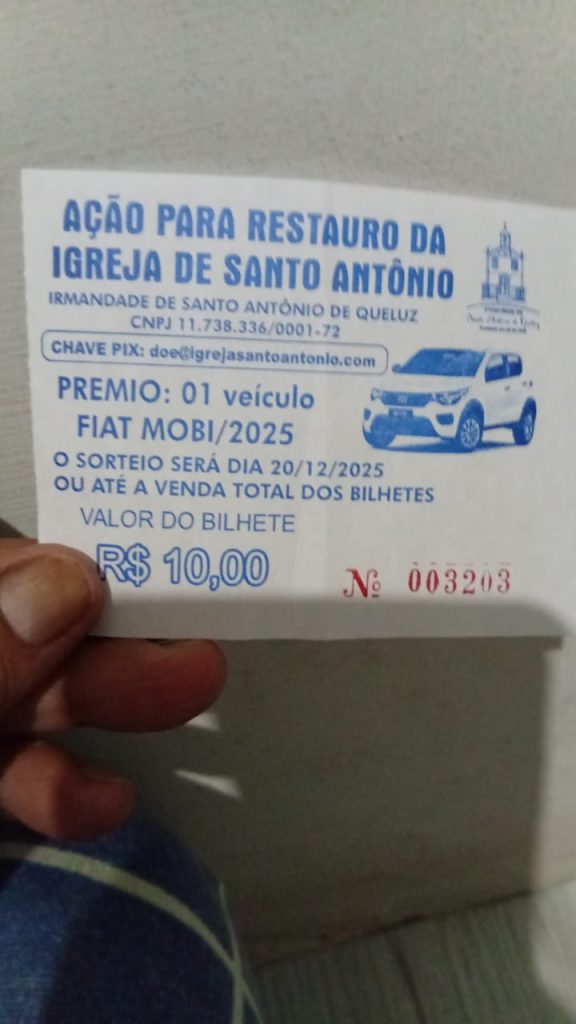 AÇÃO PARA RESTAURO DA
IGREJA DE SANTO ANTÔNIO
IRMANDADE DE SANTO ANTÔNIO DE QUELUZ
CNPJ 11.738.336/0001-72
CHAVE PIX: doe@igrejasantoantonio.com
PREMIO: 01 veículo
FIAT MOBI/2025
O SORTEIO SERÁ DIA 20/12/2025
OU ATÉ A VENDA TOTAL DOS BILHETES
VALOR DO BILHETE
R$ 10,00
Nº 003203